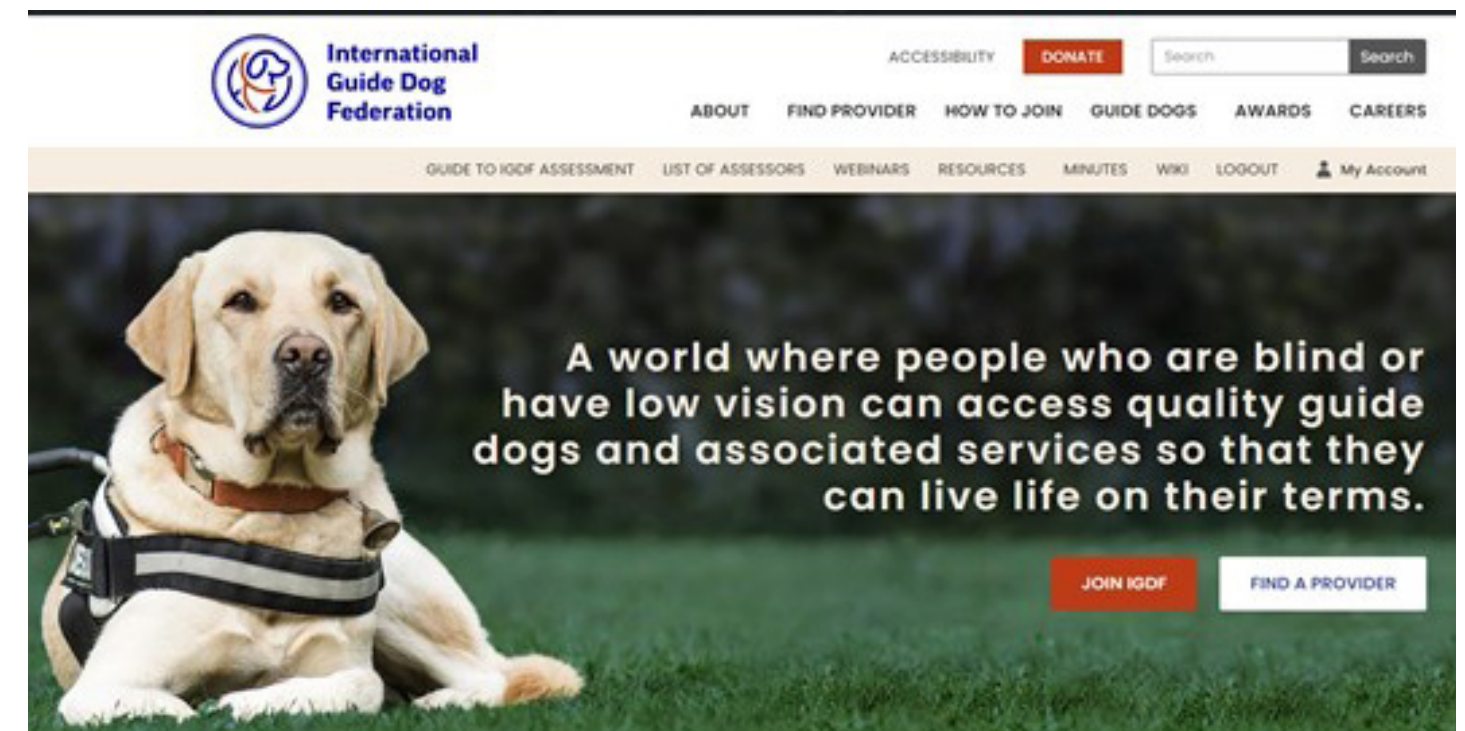 International
Guide Dog
Federation
ACCESSIBILITY DONATE Search Search
ABOUT FIND PROVIDER HOW TO JOIN GUIDE DOGS AWARDS CAREERS
GUIDE TO IGDF ASSESSMENT LIST OF ASSESSORS WEBINARS RESOURCES MINUTES WIKI LOGOUT My Account
A world where people who are blind or
have low vision can access quality guide
dogs and associated services so that they
can live life on their terms.
JOIN IGDF FIND A PROVIDER